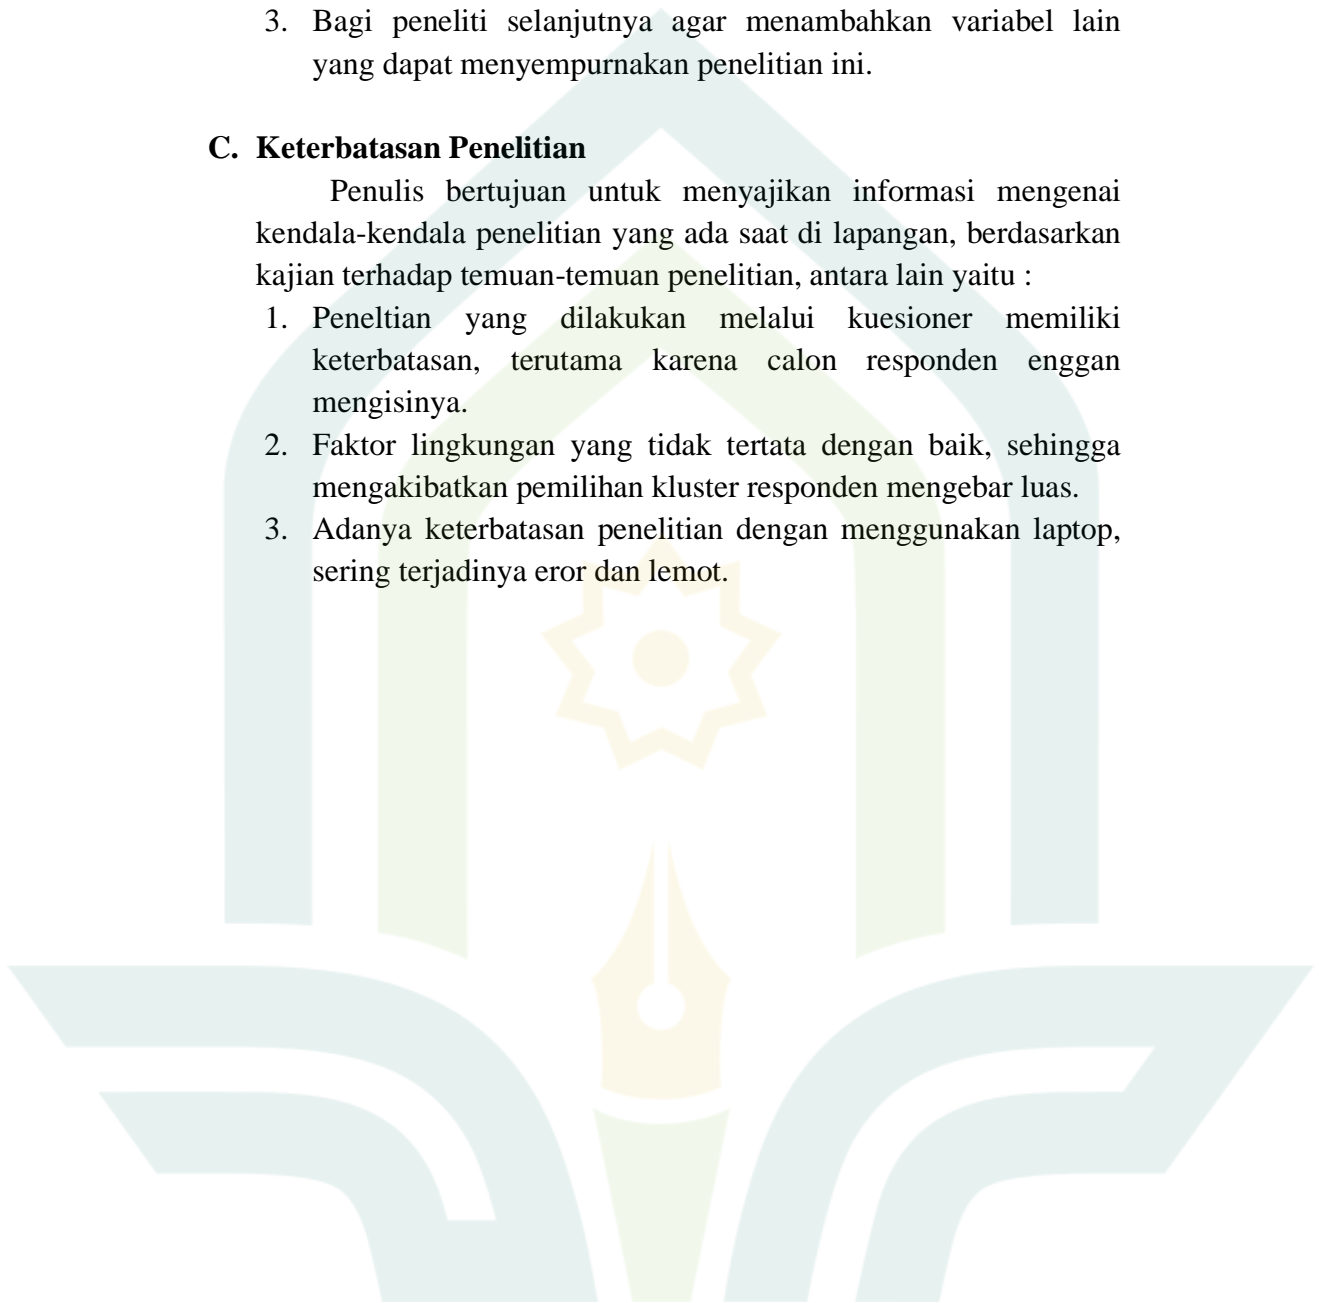 3. Bagi peneliti selanjutnya agar menambahkan variabel lain
yang dapat menyempurnakan penelitian ini.
C. Keterbatasan Penelitian
Penulis bertujuan untuk menyajikan informasi mengenai
kendala-kendala penelitian yang ada saat di lapangan, berdasarkan
kajian terhadap temuan-temuan penelitian, antara lain yaitu :
1. Peneltian yang dilakukan melalui kuesioner memiliki
keterbatasan, terutama karena calon responden enggan
mengisinya.
2. Faktor lingkungan yang tidak tertata dengan baik, sehingga
mengakibatkan pemilihan kluster responden mengebar luas.
3. Adanya keterbatasan penelitian dengan menggunakan laptop,
sering terjadinya eror dan lemot.